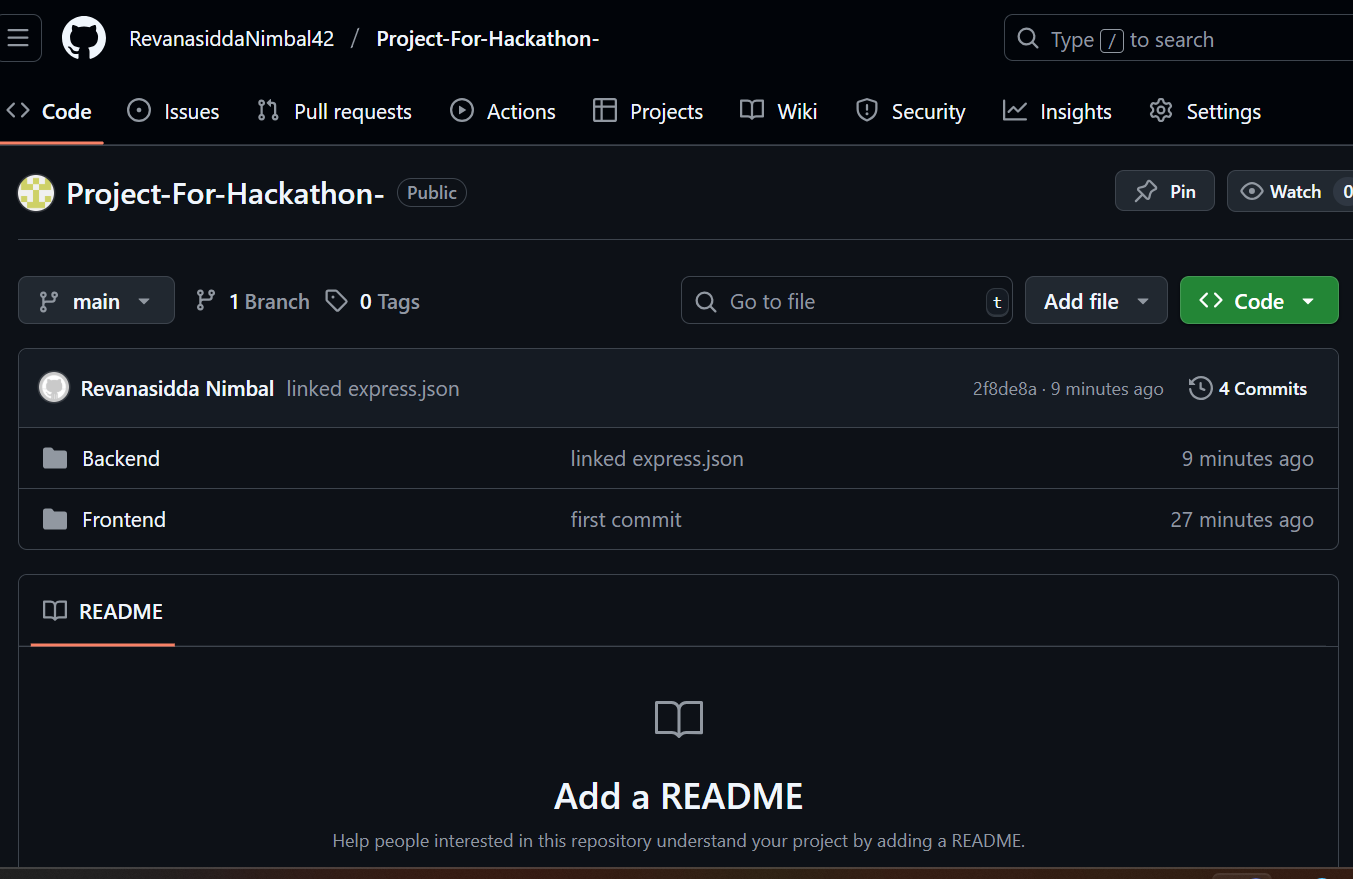 RevanasiddaNimbal42 / Project-For-Hackathon-
Type / to search
Code Issues Pull requests Actions Projects Wiki Security Insights Settings
Project-For-Hackathon- Public
Pin Watch 0
main 1 Branch 0 Tags
Go to file t Add file Code
Revanasidda Nimbal linked express.json 2f8de8a · 9 minutes ago 4 Commits
Backend linked express.json 9 minutes ago
Frontend first commit 27 minutes ago
README
Add a README
Help people interested in this repository understand your project by adding a README.